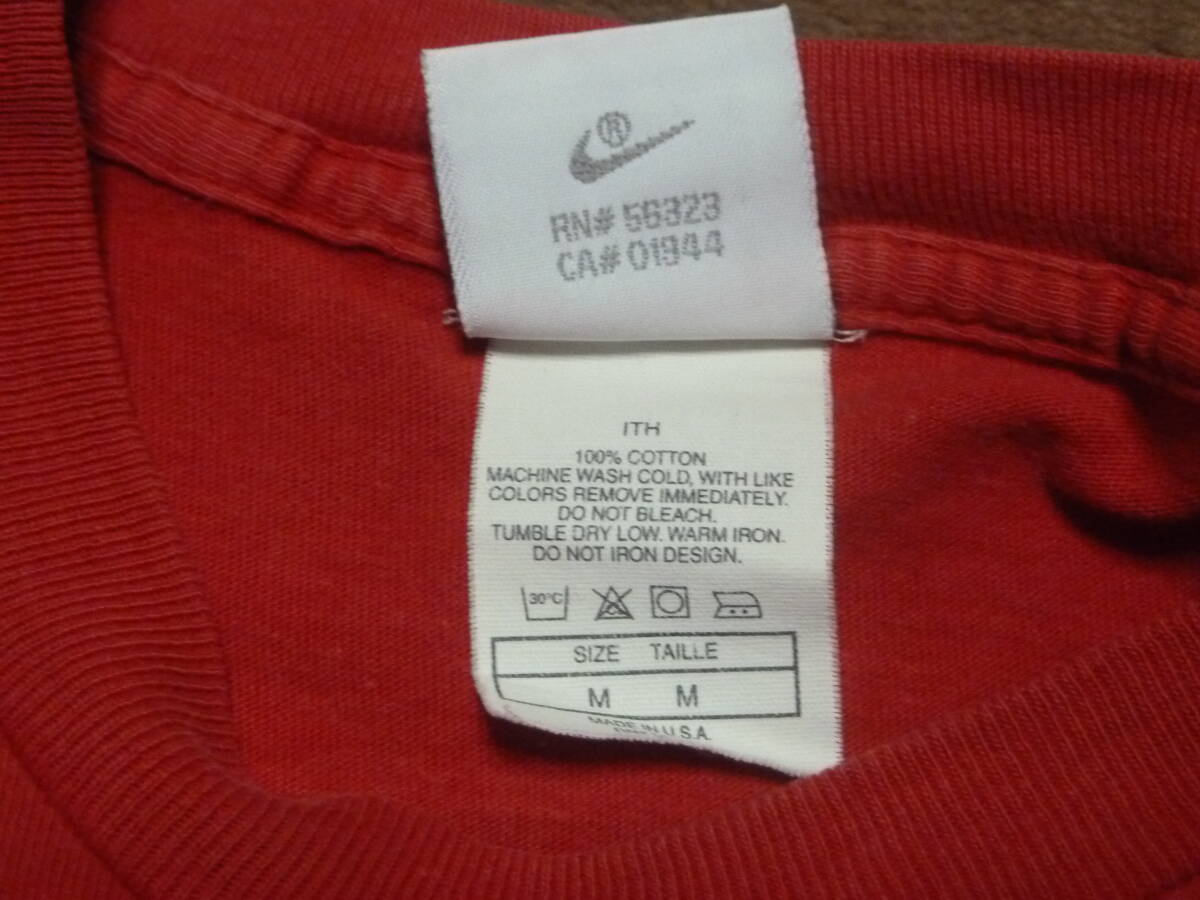 ®
RN# 56323
CA# 01944
ITH
100% COTTON
MACHINE WASH COLD, WITH LIKE
COLORS REMOVE IMMEDIATELY.
DO NOT BLEACH.
TUMBLE DRY LOW. WARM IRON.
DO NOT IRON DESIGN.
30°C CL
SIZE TAILLE
M M
MADE IN U.S.A.